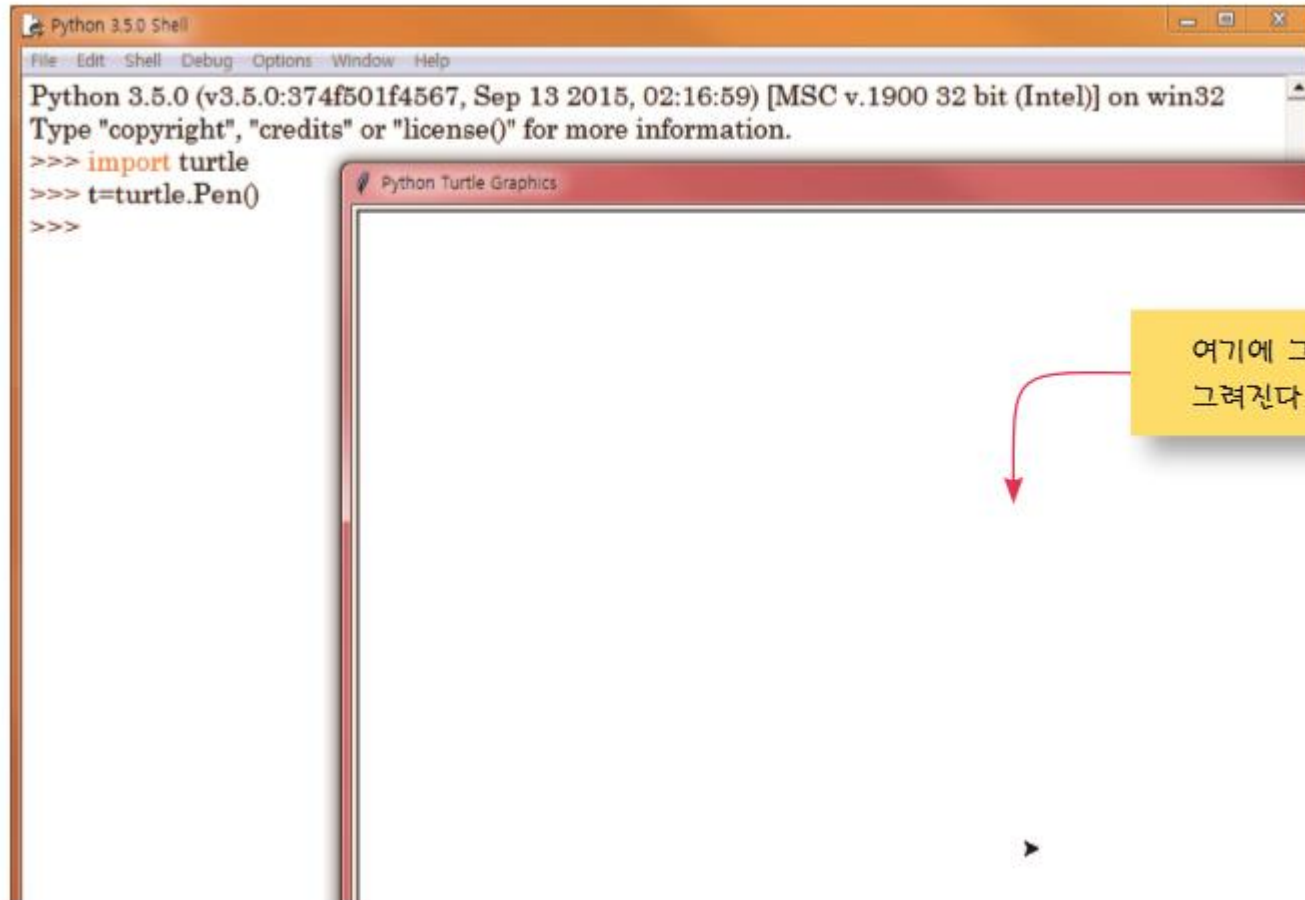 Python 3.5.0 Shell
File Edit Shell Debug Options Window Help
Python 3.5.0 (v3.5.0:374f501f4567, Sep 13 2015, 02:16:59) [MSC v.1900 32 bit (Intel)] on win32
Type "copyright", "credits" or "license()" for more information.
>>> import turtle
>>> t=turtle.Pen()
>>>
Python Turtle Graphics
여기에
그려진다